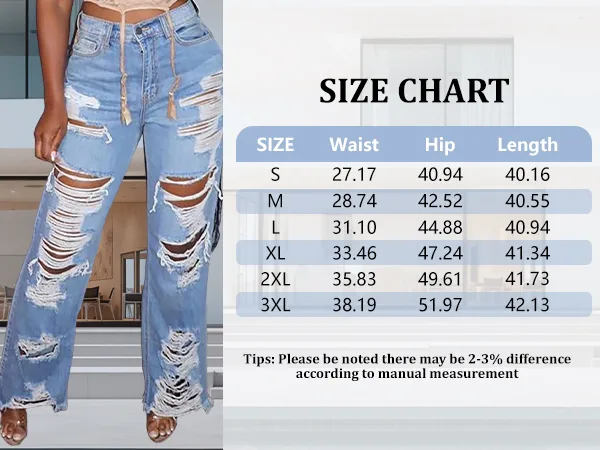 SIZE CHART
SIZE Waist Hip Length
S 27.17 40.94 40.16
M 28.74 42.52 40.55
L 31.10 44.88 40.94
XL 33.46 47.24 41.34
2XL 35.83 49.61 41.73
3XL 38.19 51.97 42.13
Tips: Please be noted there may be 2-3% difference
according to manual measurement